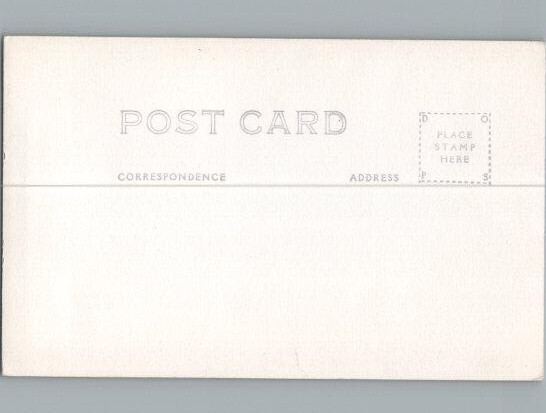 POST CARD
D O
PLACE
STAMP
HERE
P S
CORRESPONDENCE ADDRESS